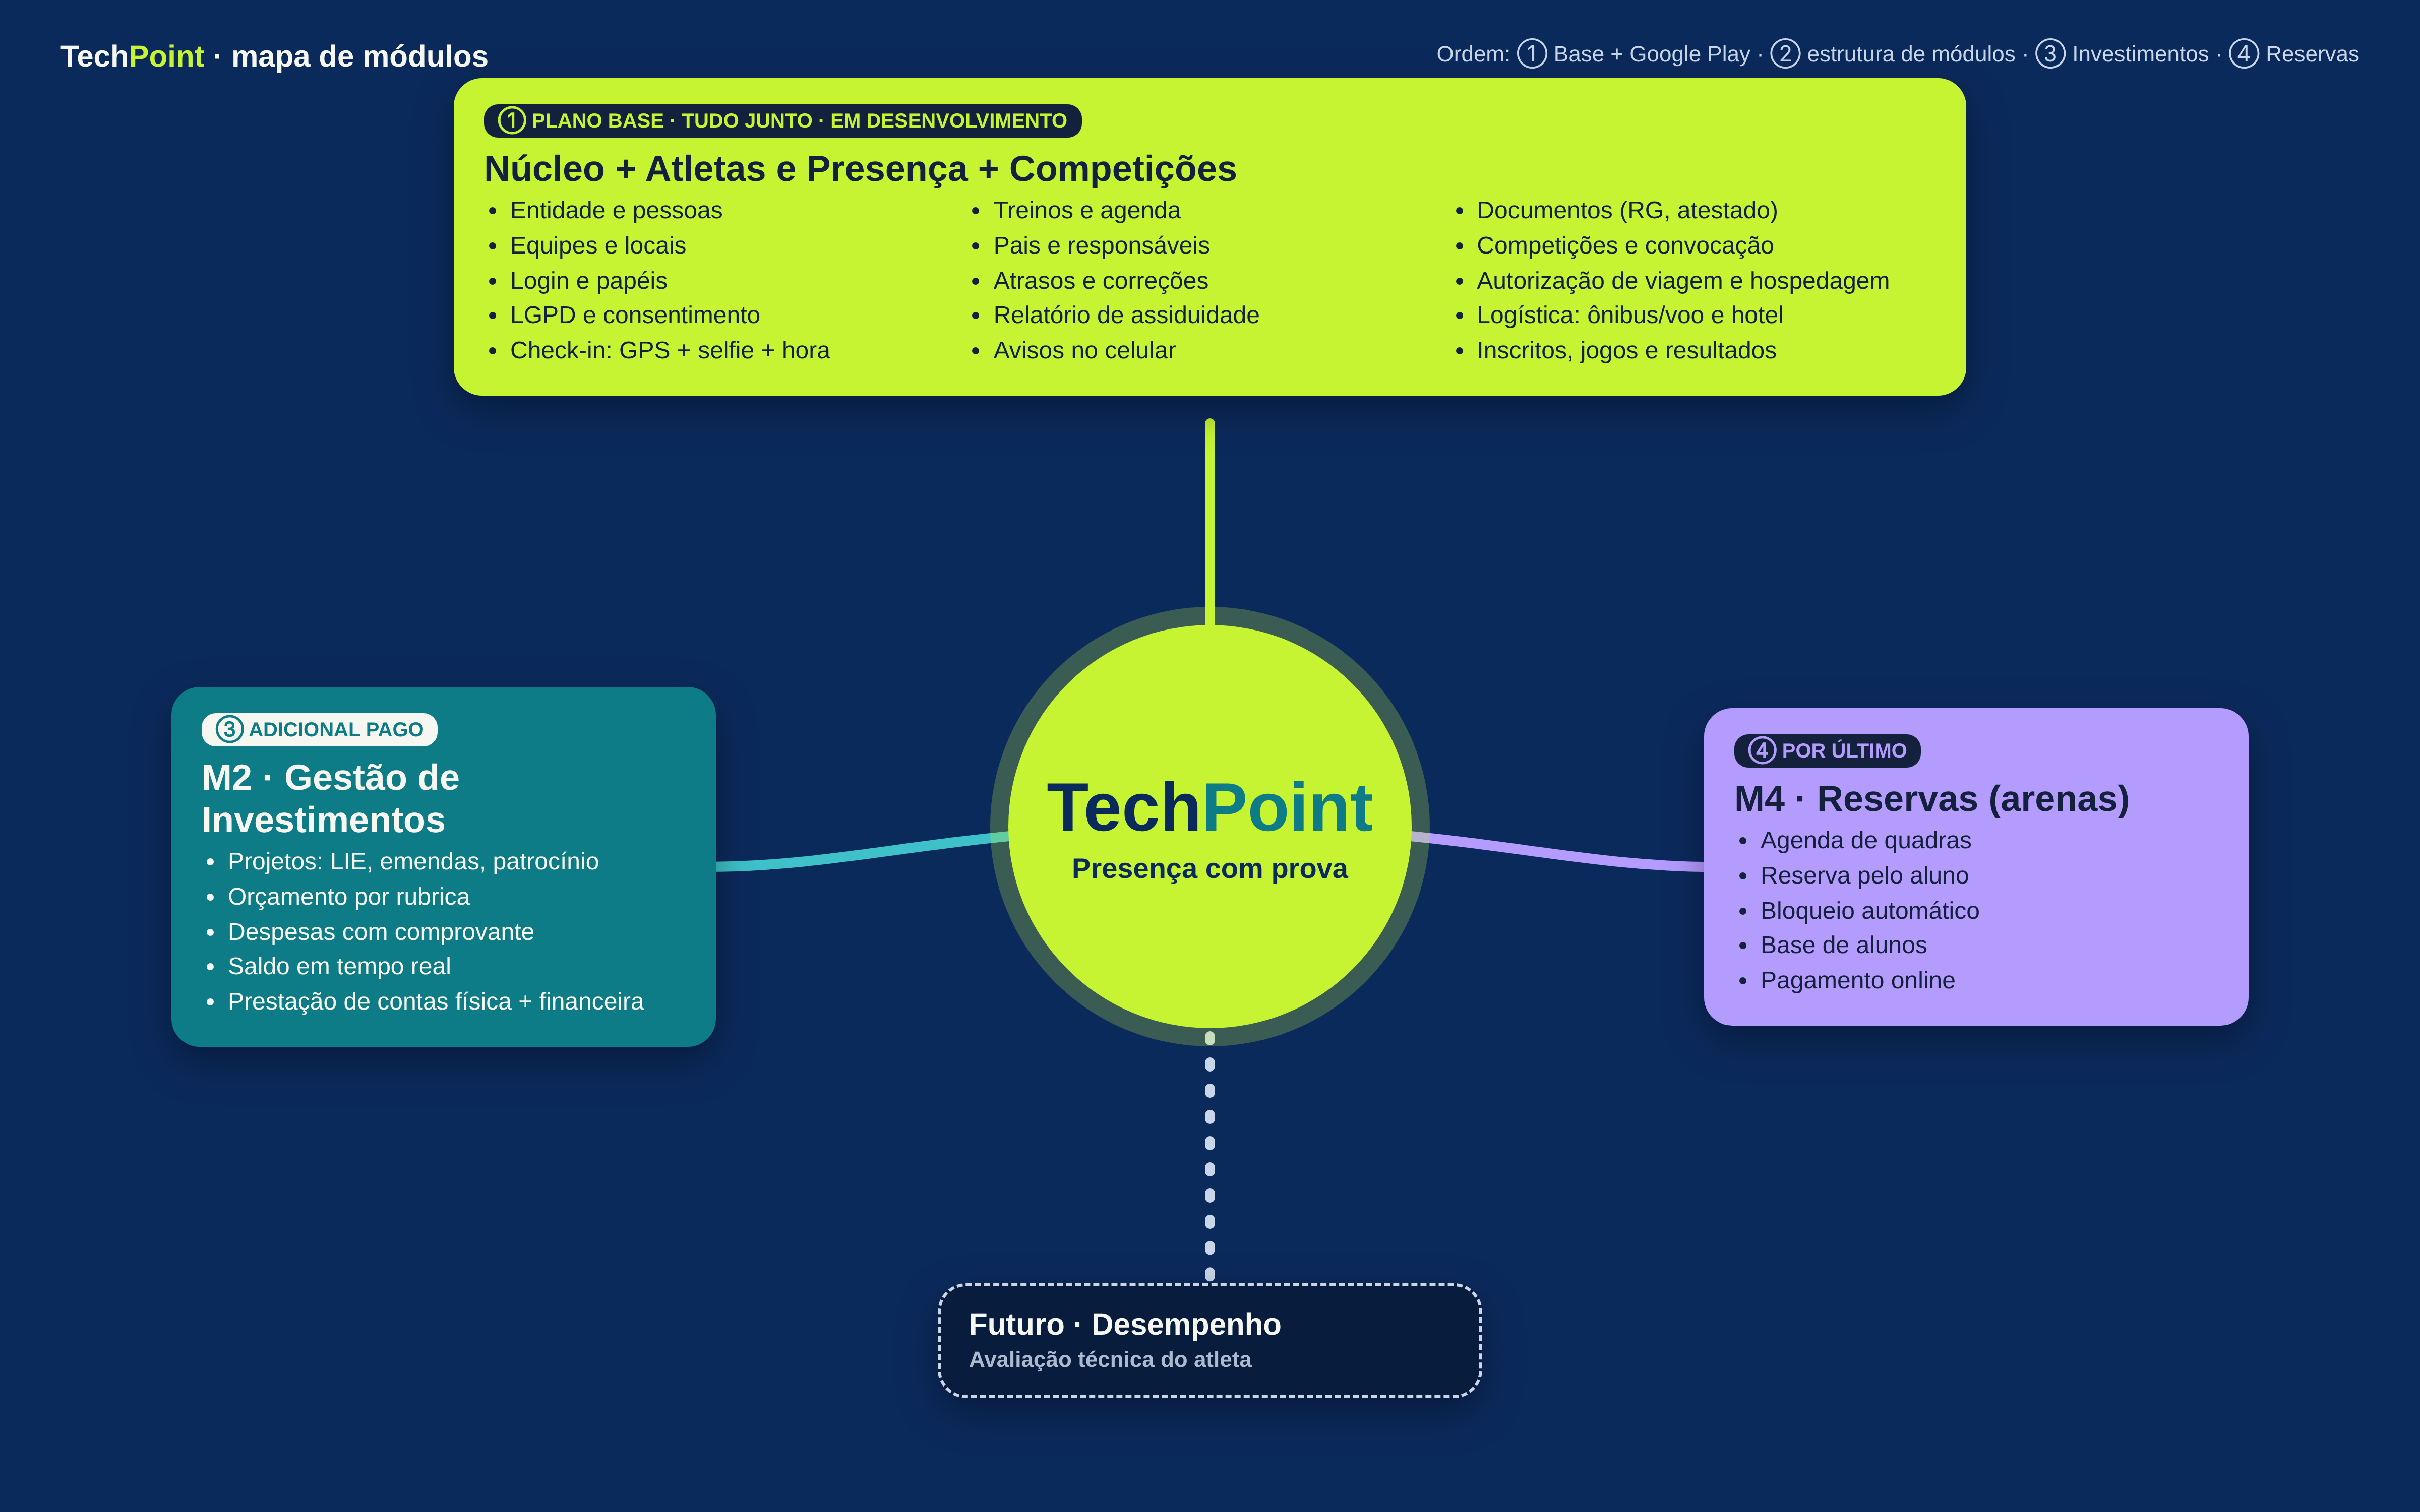 TechPoint · mapa de módulos
Ordem: ① Base + Google Play · ② estrutura de módulos · ③ Investimentos · ④ Reservas
① PLANO BASE · TUDO JUNTO · EM DESENVOLVIMENTO
Núcleo + Atletas e Presença + Competições
• Entidade e pessoas
• Equipes e locais
• Login e papéis
• LGPD e consentimento
• Check-in: GPS + selfie + hora
• Treinos e agenda
• Pais e responsáveis
• Atrasos e correções
• Relatório de assiduidade
• Avisos no celular
• Documentos (RG, atestado)
• Competições e convocação
• Autorização de viagem e hospedagem
• Logística: ônibus/voo e hotel
• Inscritos, jogos e resultados
③ ADICIONAL PAGO
M2 · Gestão de
Investimentos
• Projetos: LIE, emendas, patrocínio
• Orçamento por rubrica
• Despesas com comprovante
• Saldo em tempo real
• Prestação de contas física + financeira
TechPoint
Presença com prova
④ POR ÚLTIMO
M4 · Reservas (arenas)
• Agenda de quadras
• Reserva pelo aluno
• Bloqueio automático
• Base de alunos
• Pagamento online
Futuro · Desempenho
Avaliação técnica do atleta